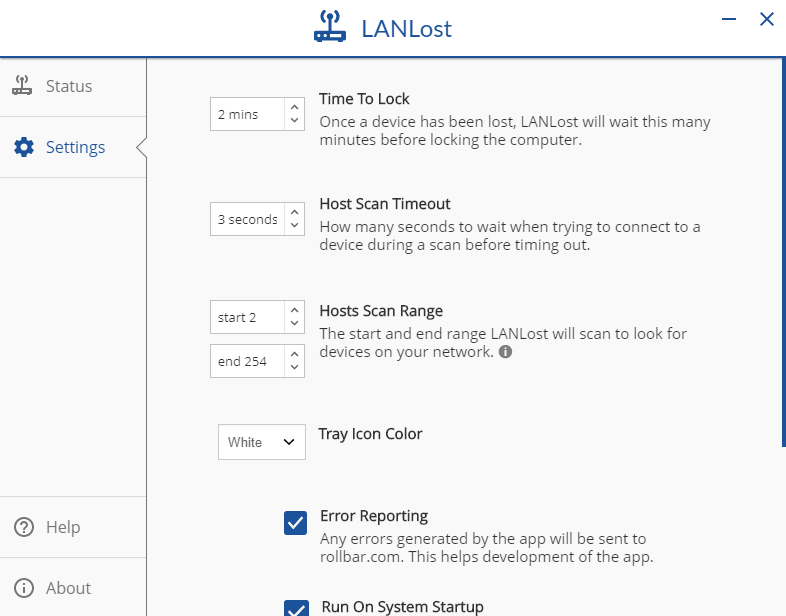 LANLost
Status
Settings
Help
About
2 mins
Time To Lock
Once a device has been lost, LANLost will wait this many
minutes before locking the computer.
3 seconds
Host Scan Timeout
How many seconds to wait when trying to connect to a
device during a scan before timing out.
start 2
end 254
Hosts Scan Range
The start and end range LANLost will scan to look for
devices on your network.
White
Tray Icon Color
Error Reporting
Any errors generated by the app will be sent to
rollbar.com. This helps development of the app.
Run On System Startup